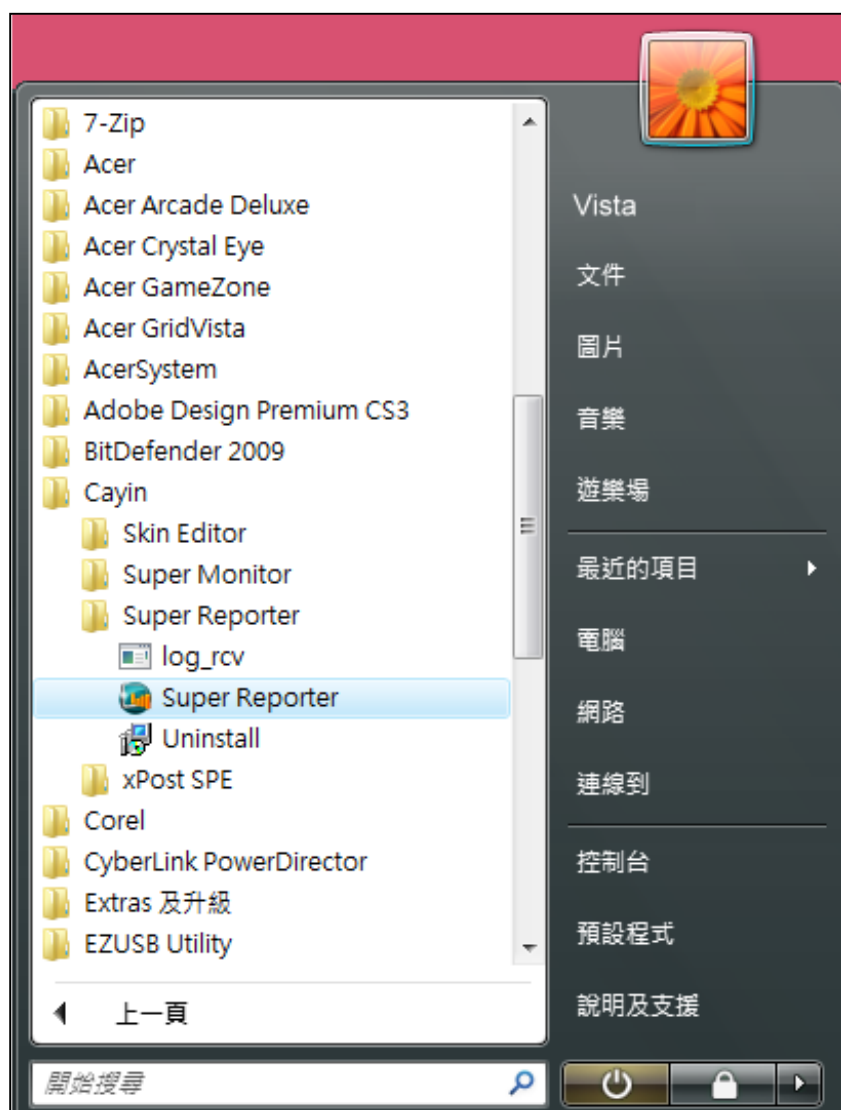 7-Zip
Acer
Acer Arcade Deluxe
Acer Crystal Eye
Acer GameZone
Acer GridVista
AcerSystem
Adobe Design Premium CS3
BitDefender 2009
Cayin
Skin Editor
Super Monitor
Super Reporter
log_rcv
Super Reporter
Uninstall
xPost SPE
Corel
CyberLink PowerDirector
Extras 及升級
EZUSB Utility
上一頁
開始搜尋
Vista
文件
圖片
音樂
遊樂場
最近的項目
電腦
網路
連線到
控制台
預設程式
說明及支援